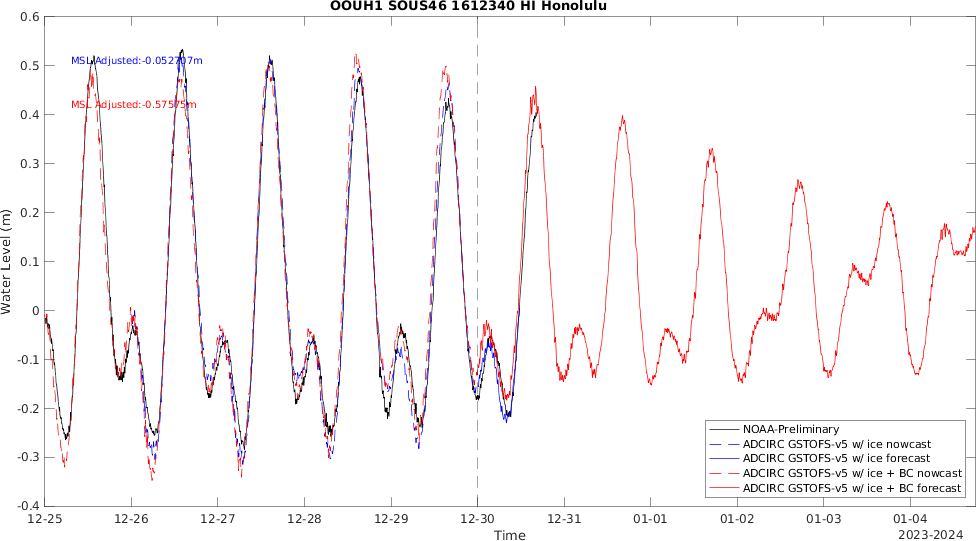 OOUH1 SOUS46 1612340 HI Honolulu
MSL Adjusted:-0.052707m
MSL Adjusted:-0.57575m
Water Level (m)
0.6
0.5
0.4
0.3
0.2
0.1
0
-0.1
-0.2
-0.3
-0.4
NOAA-Preliminary
ADCIRC GSTOFS-v5 w/ ice nowcast
ADCIRC GSTOFS-v5 w/ ice forecast
ADCIRC GSTOFS-v5 w/ ice + BC nowcast
ADCIRC GSTOFS-v5 w/ ice + BC forecast
12-25 12-26 12-27 12-28 12-29 12-30 12-31 01-01 01-02 01-03 01-04
Time
2023-2024